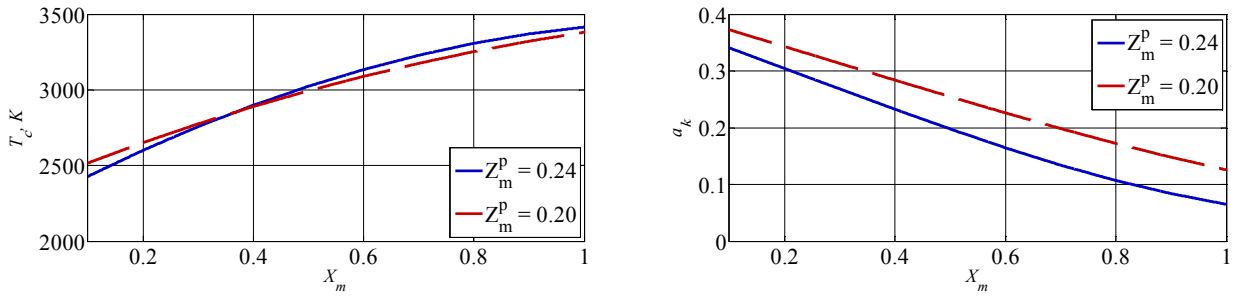 3500
3000
2500
2000
T_c, K
0.2 0.4 0.6 0.8 1
X_m
Z_m^p = 0.24
Z_m^p = 0.20
0.4
0.3
0.2
0.1
0
a_k
0.2 0.4 0.6 0.8 1
X_m
Z_m^p = 0.24
Z_m^p = 0.20